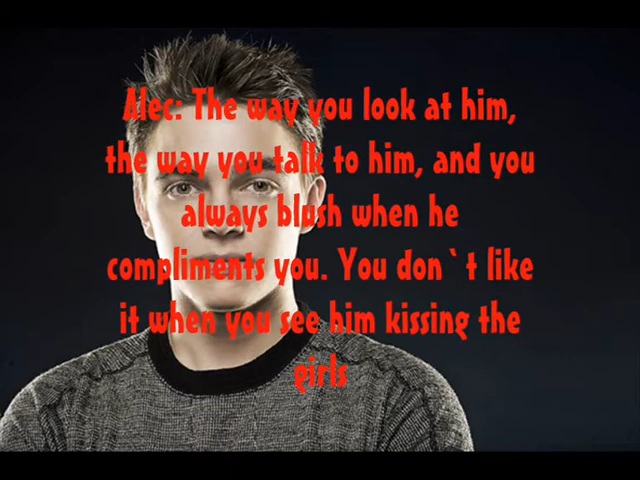 Alec: The way you look at him,
the way you talk to him, and you
always blush when he
compliments you. You don`t like
it when you see him kissing the
girls